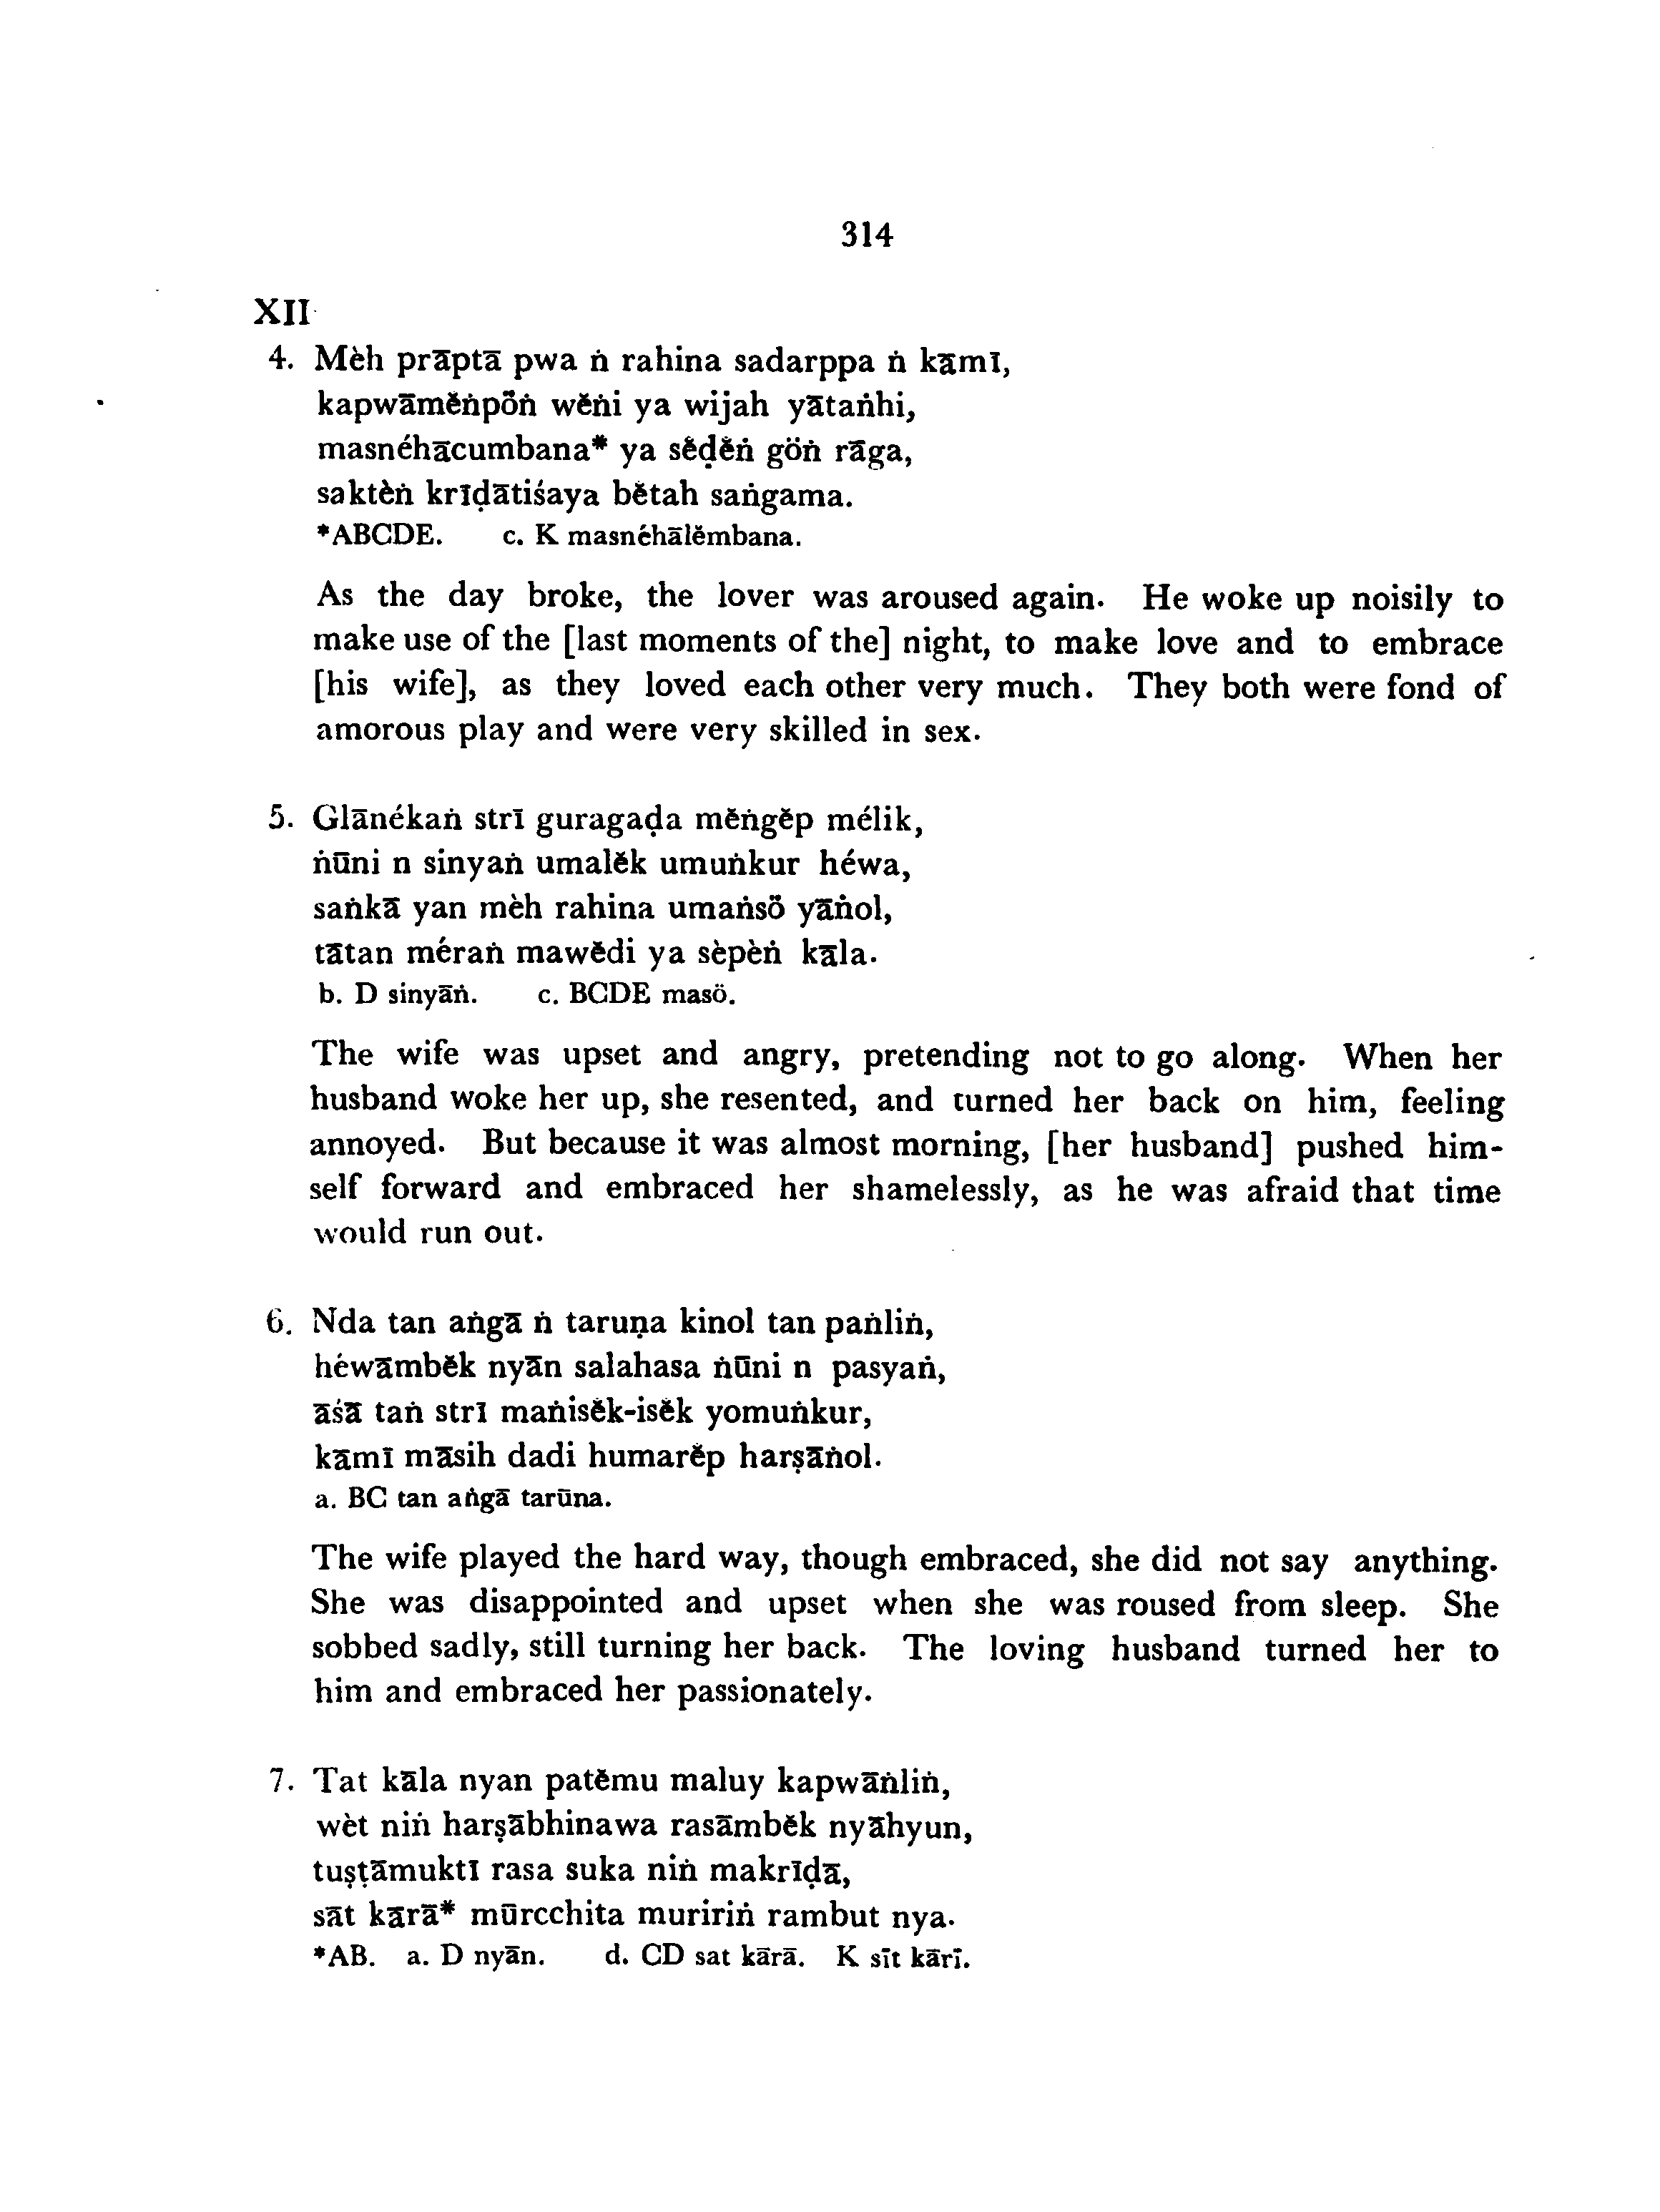 314
XII
4. Mèh prāptā pwa ṅ rahina sadarppa ṅ kāmī,
kapwāmĕṅpöṅ wĕṅi ya wijah yātaṅhi,
masnéhācumbana* ya sĕḍĕṅ göṅ rāga,
saktèṅ krīḍātiśaya bĕtah saṅgama.
*ABCDE. c. K masnéhālĕmbana.
As the day broke, the lover was aroused again. He woke up noisily to
make use of the [last moments of the] night, to make love and to embrace
[his wife], as they loved each other very much. They both were fond of
amorous play and were very skilled in sex.
5. Glānékaṅ strī guragaḍa mĕṅgĕp mélik,
ṅūni n sinyaṅ umalĕk umuṅkur héwa,
saṅkā yan mèh rahina umaṅsö yāṅol,
tātan méraṅ mawĕdi ya sèpèṅ kāla.
b. D sinyāṅ. c. BCDE masö.
The wife was upset and angry, pretending not to go along. When her
husband woke her up, she resented, and turned her back on him, feeling
annoyed. But because it was almost morning, [her husband] pushed him-
self forward and embraced her shamelessly, as he was afraid that time
would run out.
6. Nda tan aṅgā ṅ taruṇa kinol tan paṅliṅ,
héwāmbĕk nyān salahasa ṅūni n pasyaṅ,
āśā taṅ strī maṅisĕk-isĕk yomuṅkur,
kāmī māsih dadi humarĕp harṣāṅol.
a. BC tan aṅgā tarūna.
The wife played the hard way, though embraced, she did not say anything.
She was disappointed and upset when she was roused from sleep. She
sobbed sadly, still turning her back. The loving husband turned her to
him and embraced her passionately.
7. Tat kāla nyan patĕmu maluy kapwāṅliṅ,
wèt niṅ harṣābhinawa rasāmbĕk nyāhyun,
tuṣṭāmuktī rasa suka niṅ makrīḍā,
sāt kārā* mūrcchita muririṅ rambut nya.
*AB. a. D nyān. d. CD sat kārā. K sīt kārī.